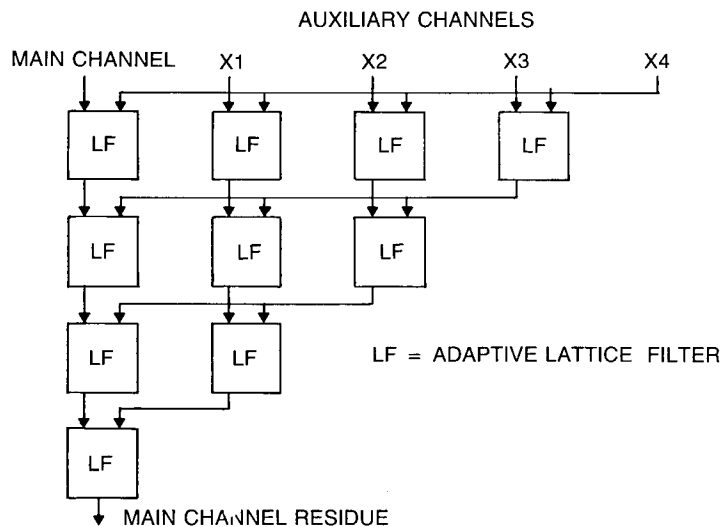 AUXILIARY CHANNELS
MAIN CHANNEL X1 X2 X3 X4
LF LF LF LF
LF LF LF
LF LF
LF = ADAPTIVE LATTICE FILTER
LF
MAIN CHANNEL RESIDUE